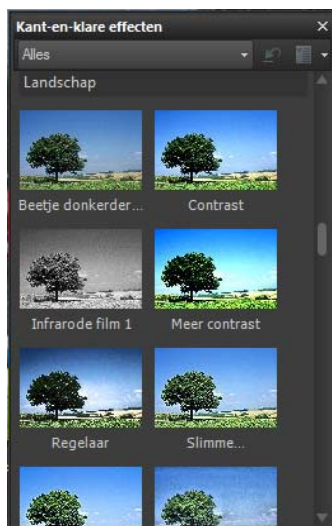 Kant-en-klare effecten
Alles
Landschap
Beetje donkerder...
Contrast
Infrarode film 1
Meer contrast
Regelaar
Slimme...